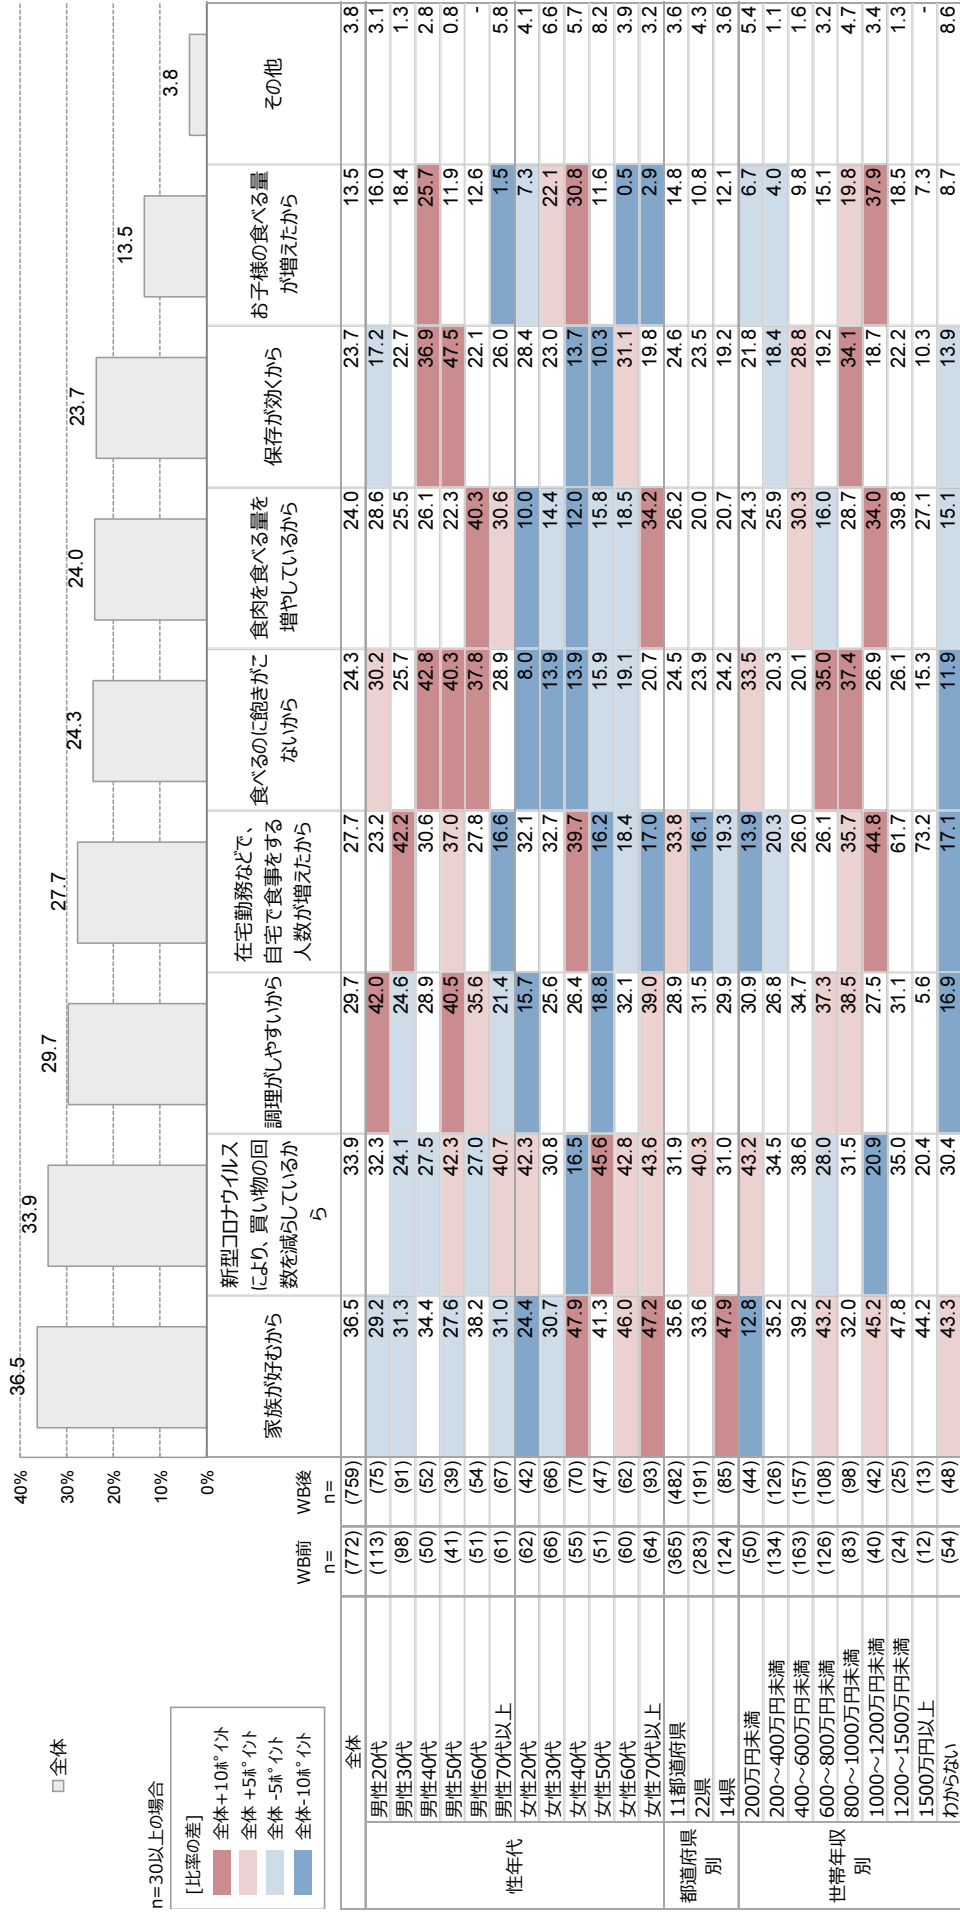 全体
40%
30%
20%
10%
0%
36.5
33.9
29.7
27.7
24.3
24.0
23.7
13.5
3.8
n=30以上の場合
[比率の差]
全体+10ポイント
全体+5ポイント
全体-5ポイント
全体-10ポイント
WB前
n=
WB後
n=
家族が好むから
新型コロナウイルス
により、買い物の回
数を減らしているか
ら
調理がしやすいから
在宅勤務などで、
自宅で食事をする
人数が増えたから
食べるのに飽きがこ
ないから
食肉を食べる量を
増やしているから
保存が効くから
お子様の食べる量
が増えたから
その他
全体 (772) (759) 36.5 33.9 29.7 27.7 24.3 24.0 23.7 13.5 3.8
性年代
男性20代 (113) (75) 29.2 32.3 42.0 23.2 30.2 28.6 17.2 16.0 3.1
男性30代 (98) (91) 31.3 24.1 24.6 42.2 25.7 25.5 22.7 18.4 1.3
男性40代 (50) (52) 34.4 27.5 28.9 30.6 42.8 26.1 36.9 25.7 2.8
男性50代 (41) (39) 27.6 42.3 40.5 37.0 40.3 22.3 47.5 11.9 0.8
男性60代 (51) (54) 38.2 27.0 35.6 27.8 37.8 40.3 22.1 12.6 -
男性70代以上 (61) (67) 31.0 40.7 21.4 16.6 28.9 30.6 26.0 1.5 5.8
女性20代 (62) (42) 24.4 42.3 15.7 32.1 8.0 10.0 28.4 7.3 4.1
女性30代 (66) (66) 30.7 30.8 25.6 32.7 13.9 14.4 23.0 22.1 6.6
女性40代 (55) (70) 47.9 16.5 26.4 39.7 13.9 12.0 13.7 30.8 5.7
女性50代 (51) (47) 41.3 45.6 18.8 16.2 15.9 15.8 10.3 11.6 8.2
女性60代 (60) (62) 46.0 42.8 32.1 18.4 19.1 18.5 31.1 0.5 3.9
女性70代以上 (64) (93) 47.2 43.6 39.0 17.0 20.7 34.2 19.8 2.9 3.2
都道府県
別
11都道府県 (365) (482) 35.6 31.9 28.9 33.8 24.5 26.2 24.6 14.8 3.6
22県 (283) (191) 33.6 40.3 31.5 16.1 23.9 20.0 23.5 10.8 4.3
14県 (124) (85) 47.9 31.0 29.9 19.3 24.2 20.7 19.2 12.1 3.6
世帯年収
別
200万円未満 (50) (44) 12.8 43.2 30.9 13.9 33.5 24.3 21.8 6.7 5.4
200～400万円未満 (134) (126) 35.2 34.5 26.8 20.3 20.3 25.9 18.4 4.0 1.1
400～600万円未満 (163) (157) 39.2 38.6 34.7 26.0 20.1 30.3 28.8 9.8 1.6
600～800万円未満 (126) (108) 43.2 28.0 37.3 26.1 35.0 16.0 19.2 15.1 3.2
800～1000万円未満 (83) (98) 32.0 31.5 38.5 35.7 37.4 28.7 34.1 19.8 4.7
1000～1200万円未満 (40) (42) 45.2 20.9 27.5 44.8 26.9 34.0 18.7 37.9 3.4
1200～1500万円未満 (24) (25) 47.8 35.0 31.1 61.7 26.1 39.8 22.2 18.5 1.3
1500万円以上 (12) (13) 44.2 20.4 5.6 73.2 15.3 27.1 10.3 7.3 -
わからない (54) (48) 43.3 30.4 16.9 17.1 11.9 15.1 13.9 8.7 8.6